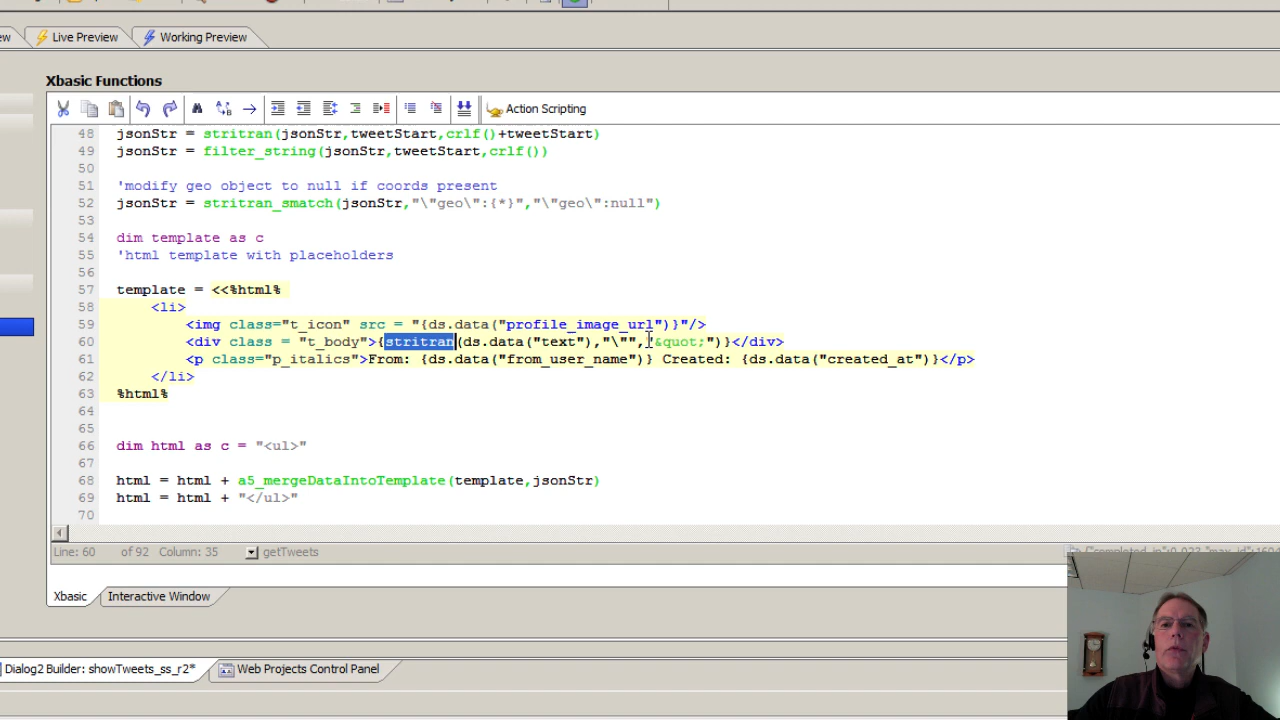 ew Live Preview Working Preview
Xbasic Functions
Action Scripting
48 jsonStr = stritran(jsonStr,tweetStart,crlf()+tweetStart)
49 jsonStr = filter_string(jsonStr,tweetStart,crlf())
50
51 'modify geo object to null if coords present
52 jsonStr = stritran_smatch(jsonStr,"\"geo\":{*}","\"geo\":null")
53
54 dim template as c
55 'html template with placeholders
56
57 template = <<%html%
58 <li>
59 <img class="t_icon" src = "{ds.data("profile_image_url")}"/>
60 <div class = "t_body">{stritran(ds.data("text"),"\"","&quot;")}</div>
61 <p class="p_italics">From: {ds.data("from_user_name")} Created: {ds.data("created_at")}</p>
62 </li>
63 %html%
64
65
66 dim html as c = "<ul>"
67
68 html = html + a5_mergeDataIntoTemplate(template,jsonStr)
69 html = html + "</ul>"
70
Line: 60 of 92 Column: 35 getTweets
Xbasic Interactive Window
Dialog2 Builder: showTweets_ss_r2* Web Projects Control Panel